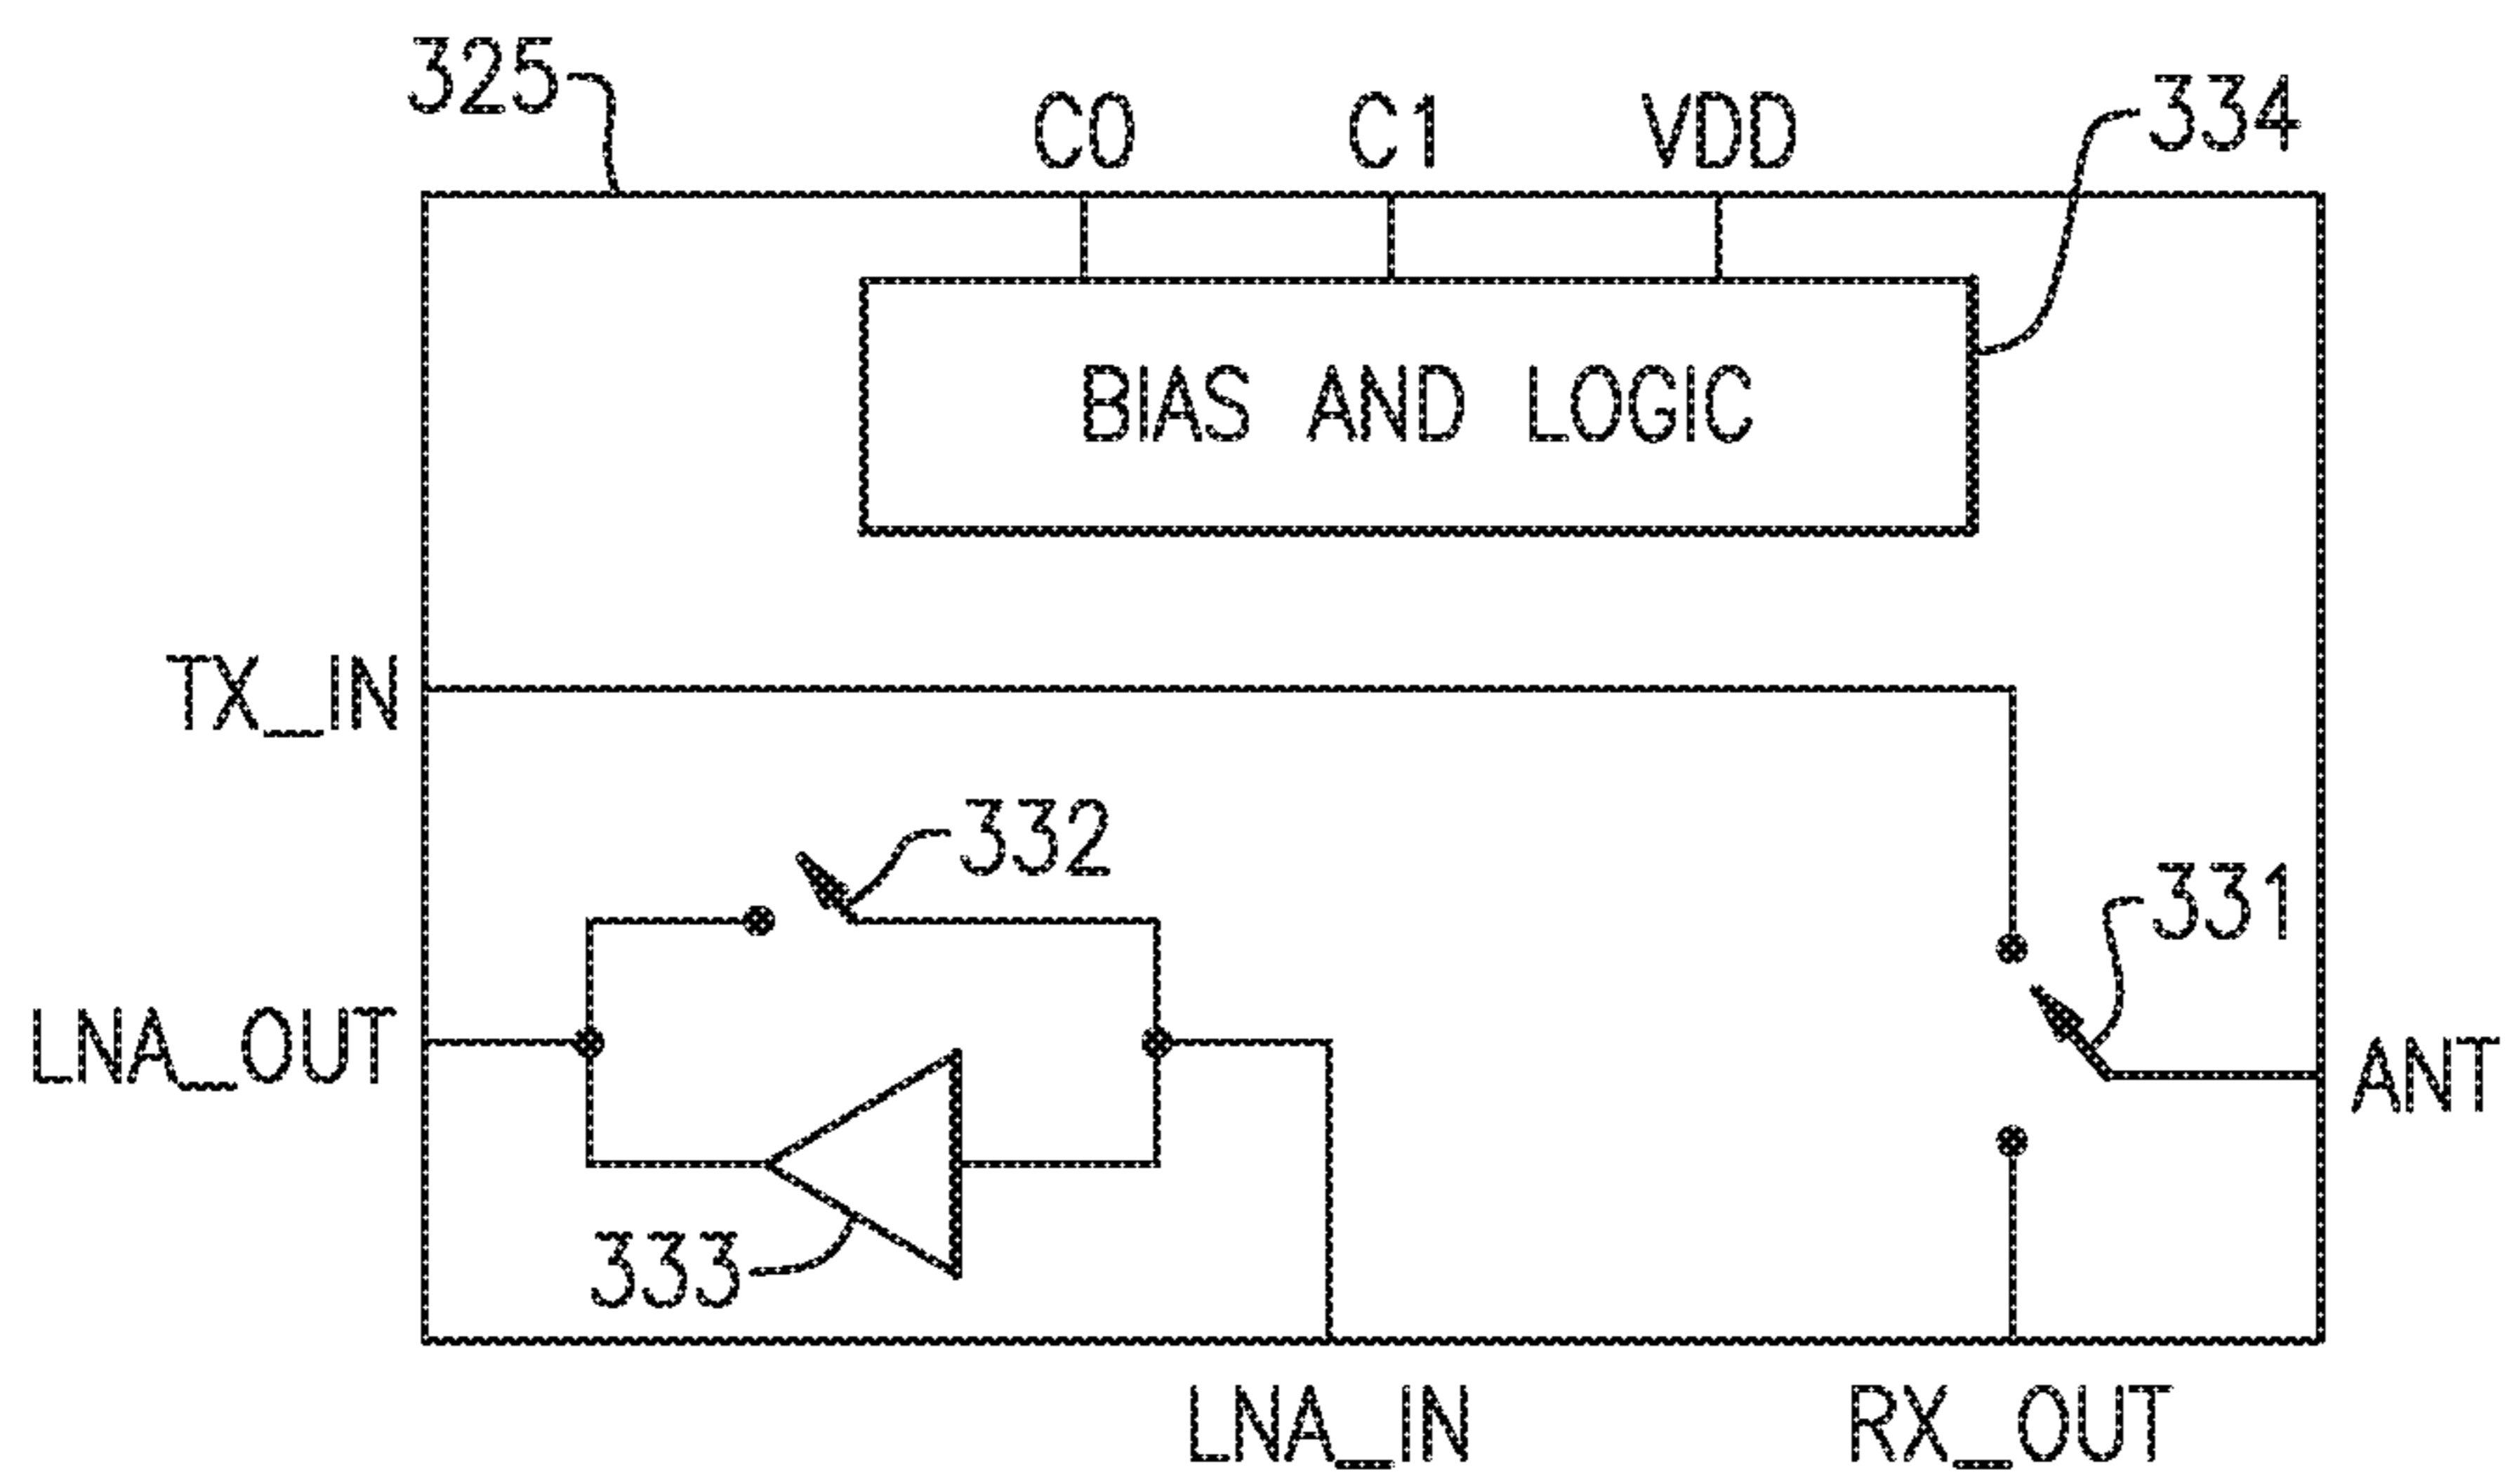 325
C0 C1 VDD
334
BIAS AND LOGIC
TX_IN
332
331
LNA_OUT
ANT
333
LNA_IN
RX_OUT